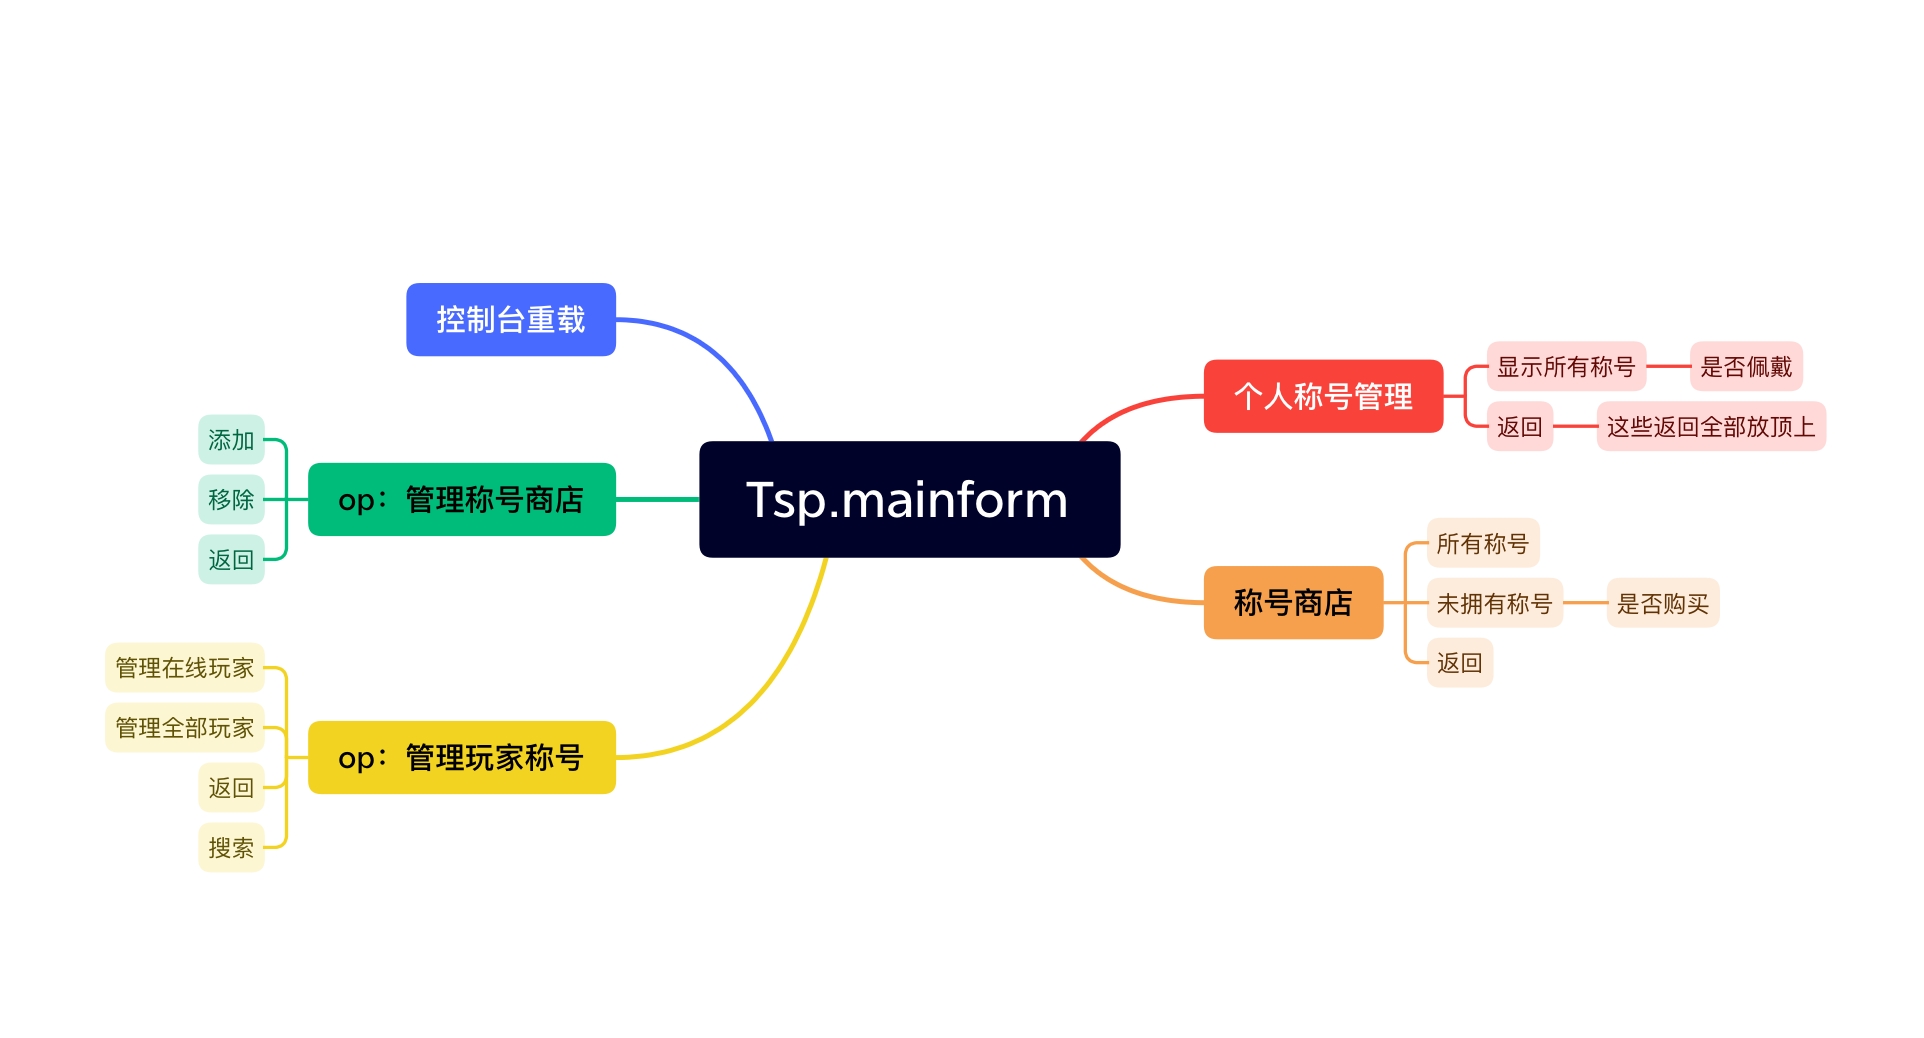 Tsp.mainform
个人称号管理
显示所有称号
是否佩戴
返回
这些返回全部放顶上
称号商店
所有称号
未拥有称号
是否购买
返回
控制台重载
op：管理称号商店
添加
移除
返回
op：管理玩家称号
管理在线玩家
管理全部玩家
返回
搜索